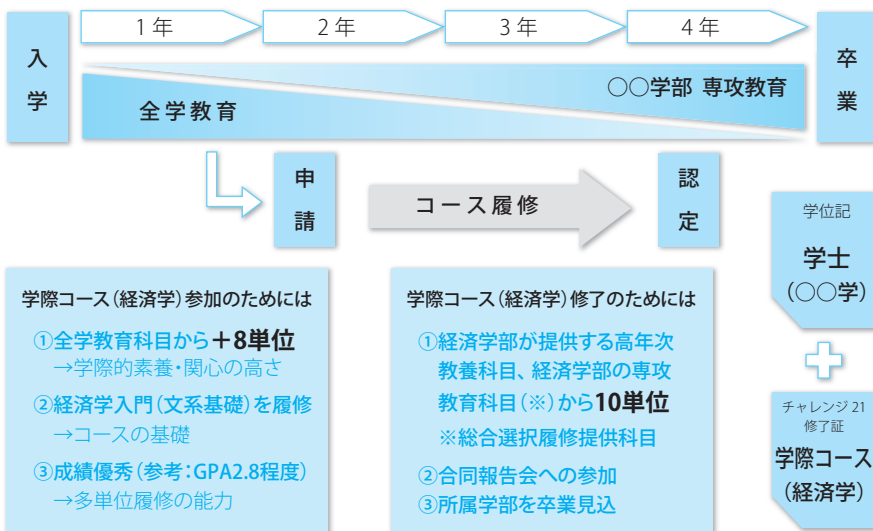 1年
2年
3年
4年
入学
卒業
○○学部 専攻教育
全学教育
申請
コース履修
認定
学際コース(経済学)参加のためには
①全学教育科目から+8単位
→学際的素養・関心の高さ
②経済学入門(文系基礎)を履修
→コースの基礎
③成績優秀(参考:GPA2.8程度)
→多単位履修の能力
学際コース(経済学)修了のためには
①経済学部が提供する高年次
教養科目、経済学部の専攻
教育科目(※)から10単位
※総合選択履修提供科目
②合同報告会への参加
③所属学部を卒業見込
学位記
学士
(○○学)
チャレンジ21
修了証
学際コース
(経済学)